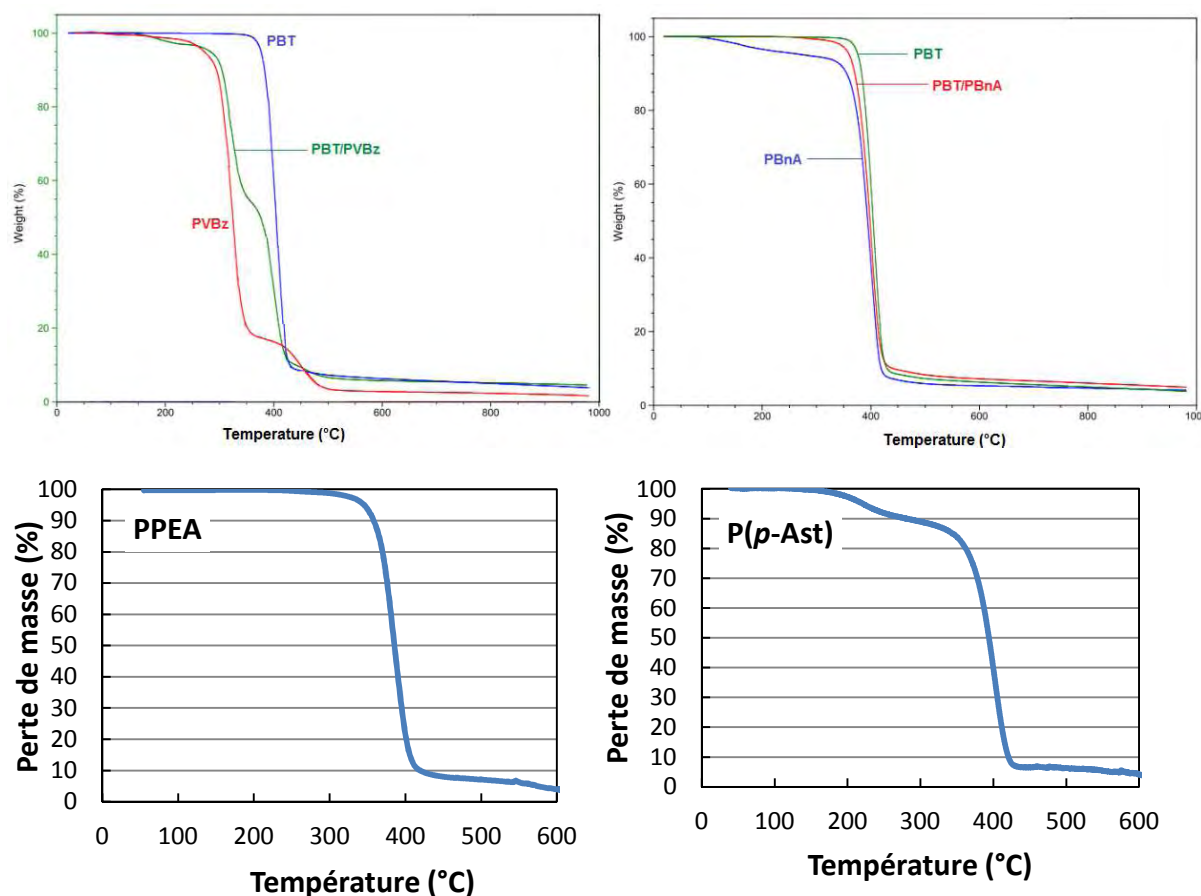 100
80
60
40
20
0
Weight (%)
PBT
PBT/PVBz
PVBz
0 200 400 600 800 1000
Temperature (°C)
100
80
60
40
20
0
Weight (%)
PBT
PBT/PBnA
PBnA
0 200 400 600 800 100
Temperature (°C)
100
90
80
70
60
50
40
30
20
10
0
Perte de masse (%)
PPEA
0 100 200 300 400 500 600
Température (°C)
100
90
80
70
60
50
40
30
20
10
0
Perte de masse (%)
P(p-Ast)
0 100 200 300 400 500 600
Température (°C)